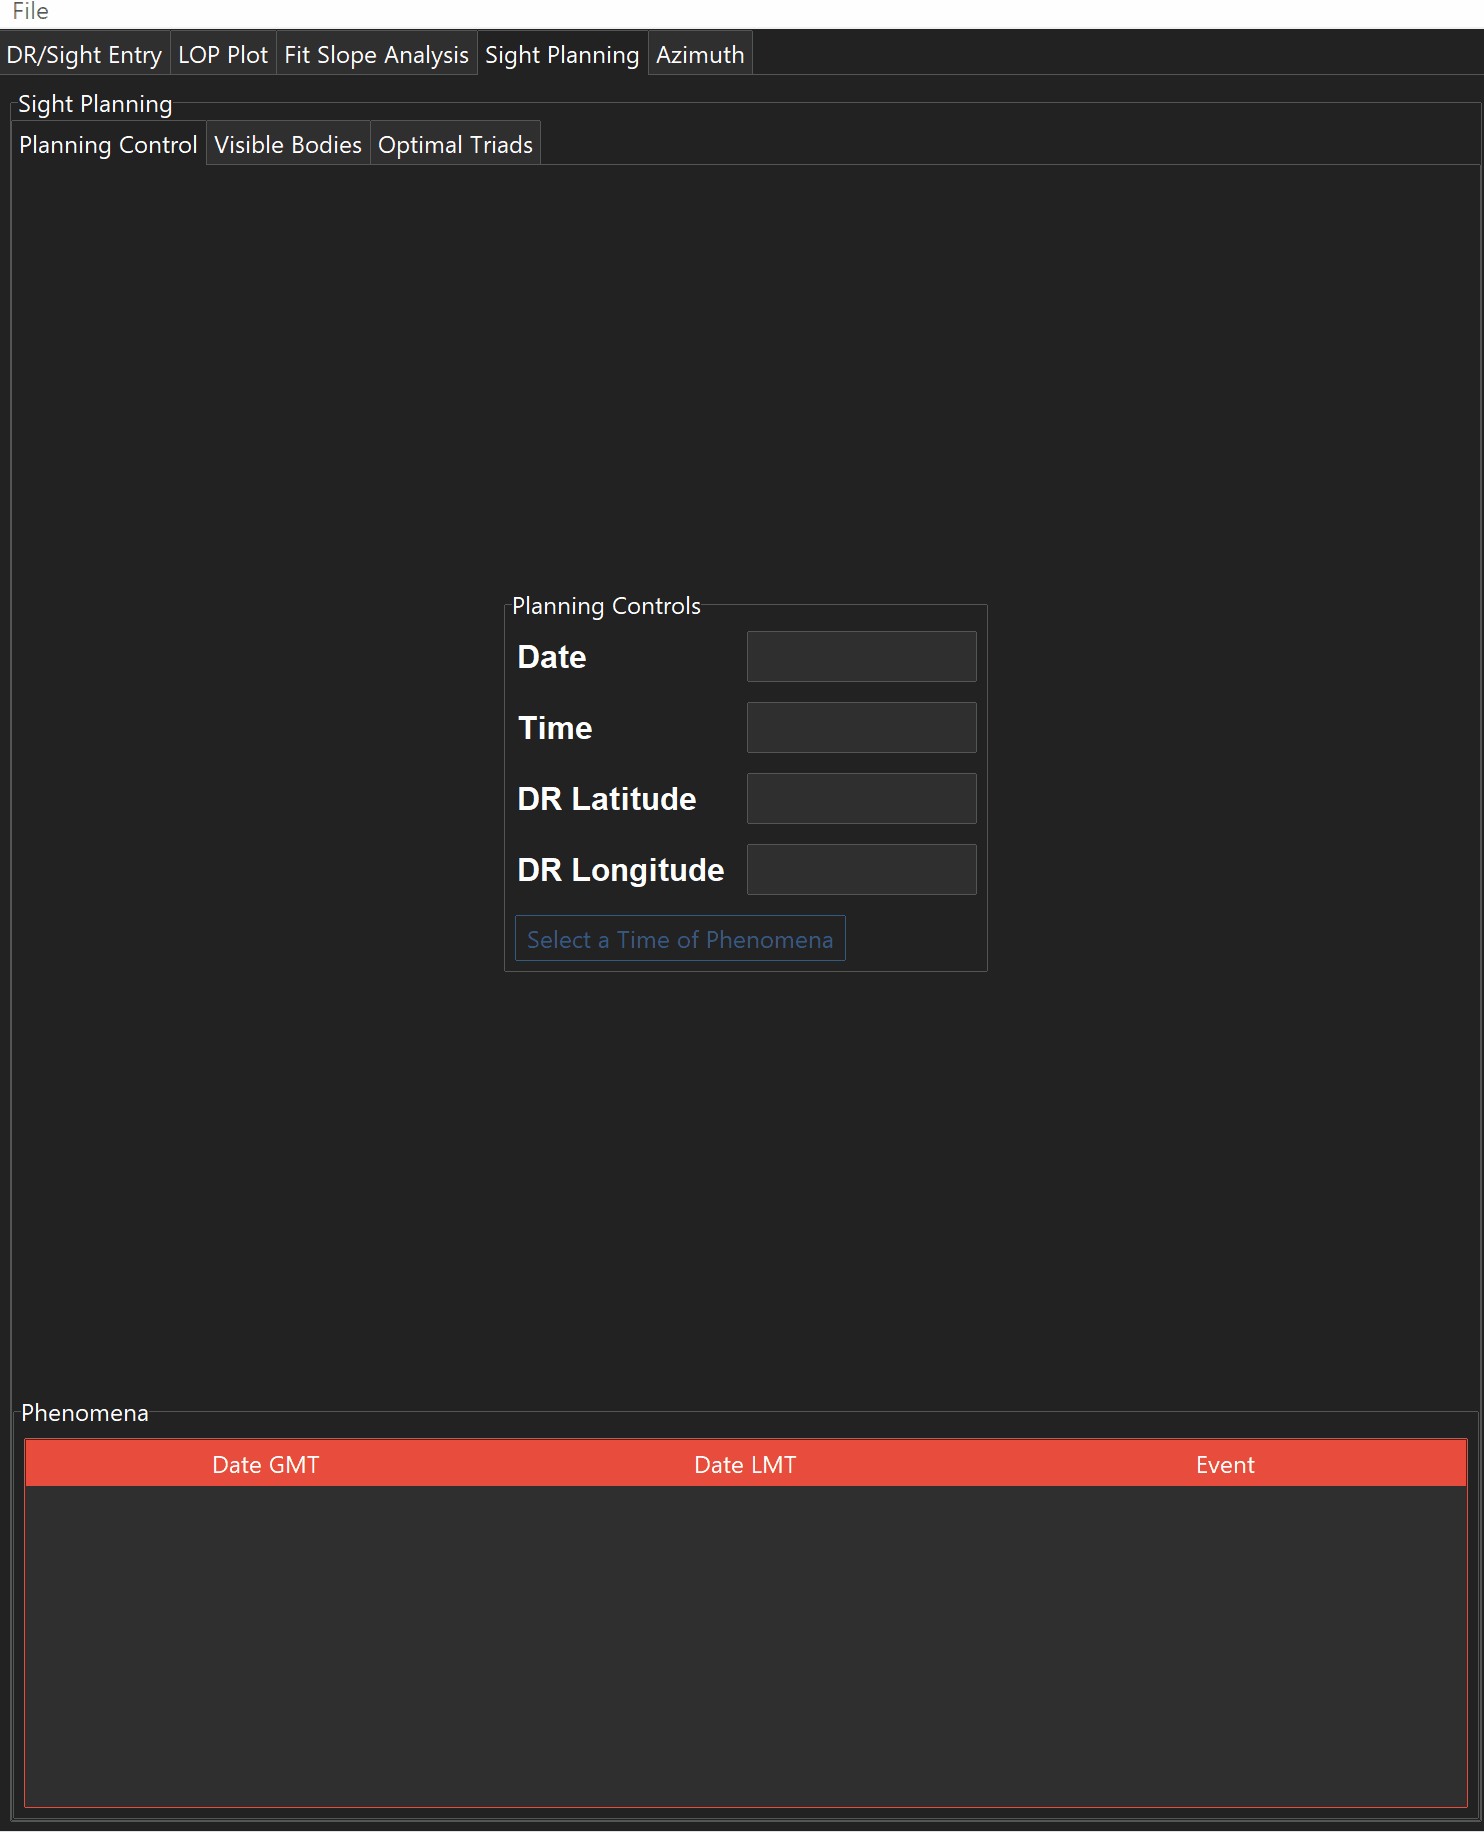 File
DR/Sight Entry LOP Plot Fit Slope Analysis Sight Planning Azimuth
Sight Planning
Planning Control Visible Bodies Optimal Triads
Planning Controls
Date
Time
DR Latitude
DR Longitude
Select a Time of Phenomena
Phenomena
Date GMT Date LMT Event